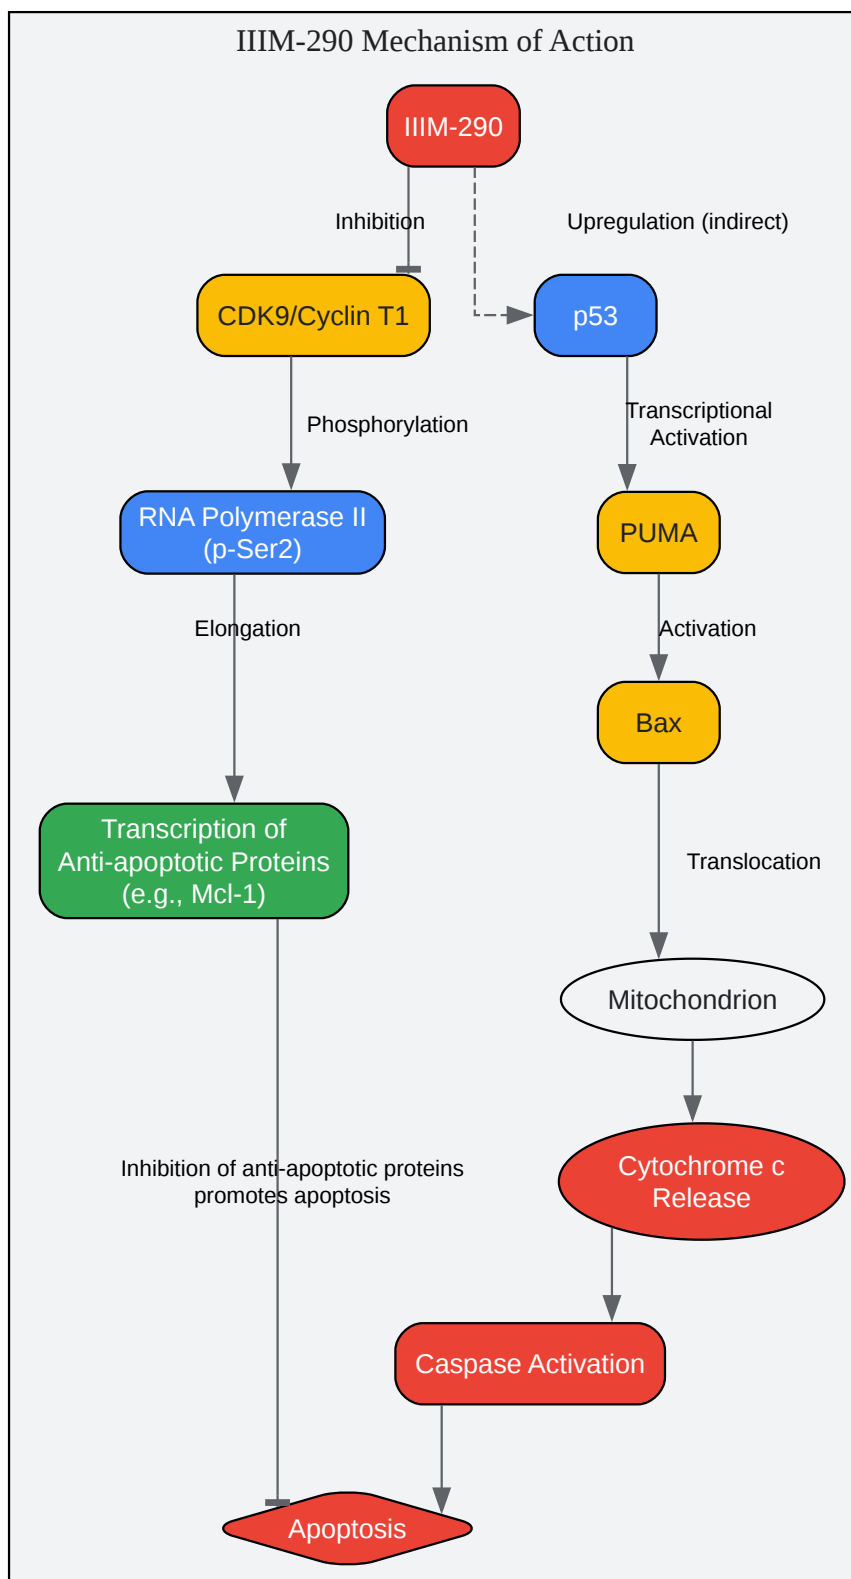 IIIM-290 Mechanism of Action
IIIM-290
Inhibition
Upregulation (indirect)
CDK9/Cyclin T1
p53
Phosphorylation
Transcriptional
Activation
RNA Polymerase II
(p-Ser2)
PUMA
Elongation
Activation
Bax
Transcription of
Anti-apoptotic Proteins
(e.g., Mcl-1)
Translocation
Mitochondrion
Inhibition of anti-apoptotic proteins
promotes apoptosis
Cytochrome c
Release
Caspase Activation
Apoptosis